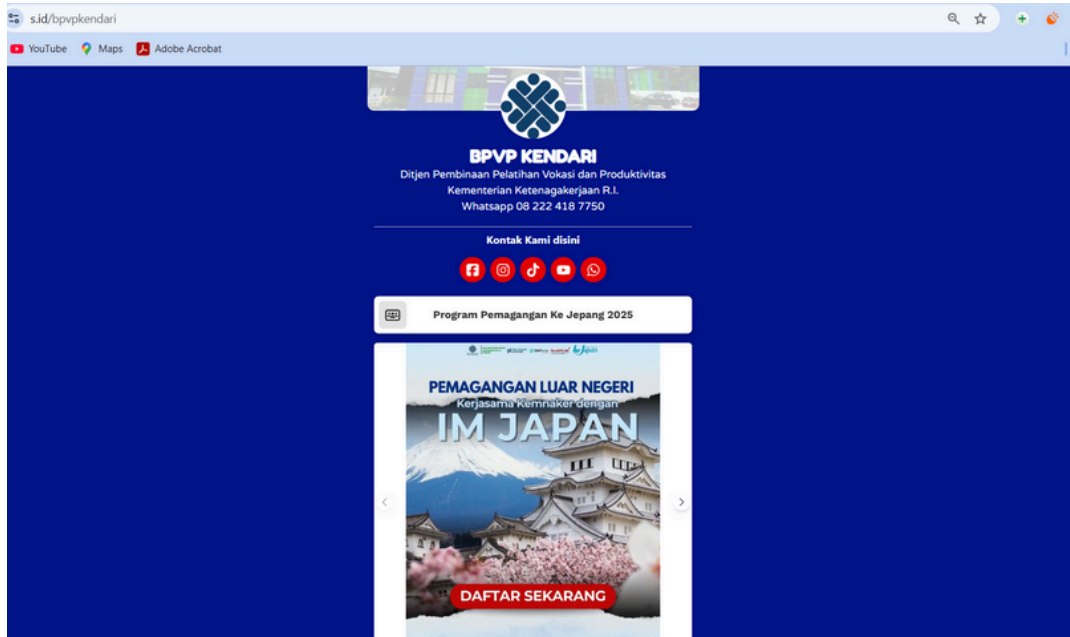 s.id/bpvpkendari
YouTube Maps Adobe Acrobat
BPVP KENDARI
Ditjen Pembinaan Pelatihan Vokasi dan Produktivitas
Kementerian Ketenagakerjaan R.I.
Whatsapp 08 222 418 7750
Kontak Kami disini
Program Pemagangan Ke Jepang 2025
PEMAGANGAN LUAR NEGERI
Kerjasama Kemnaker dengan
IM JAPAN
DAFTAR SEKARANG